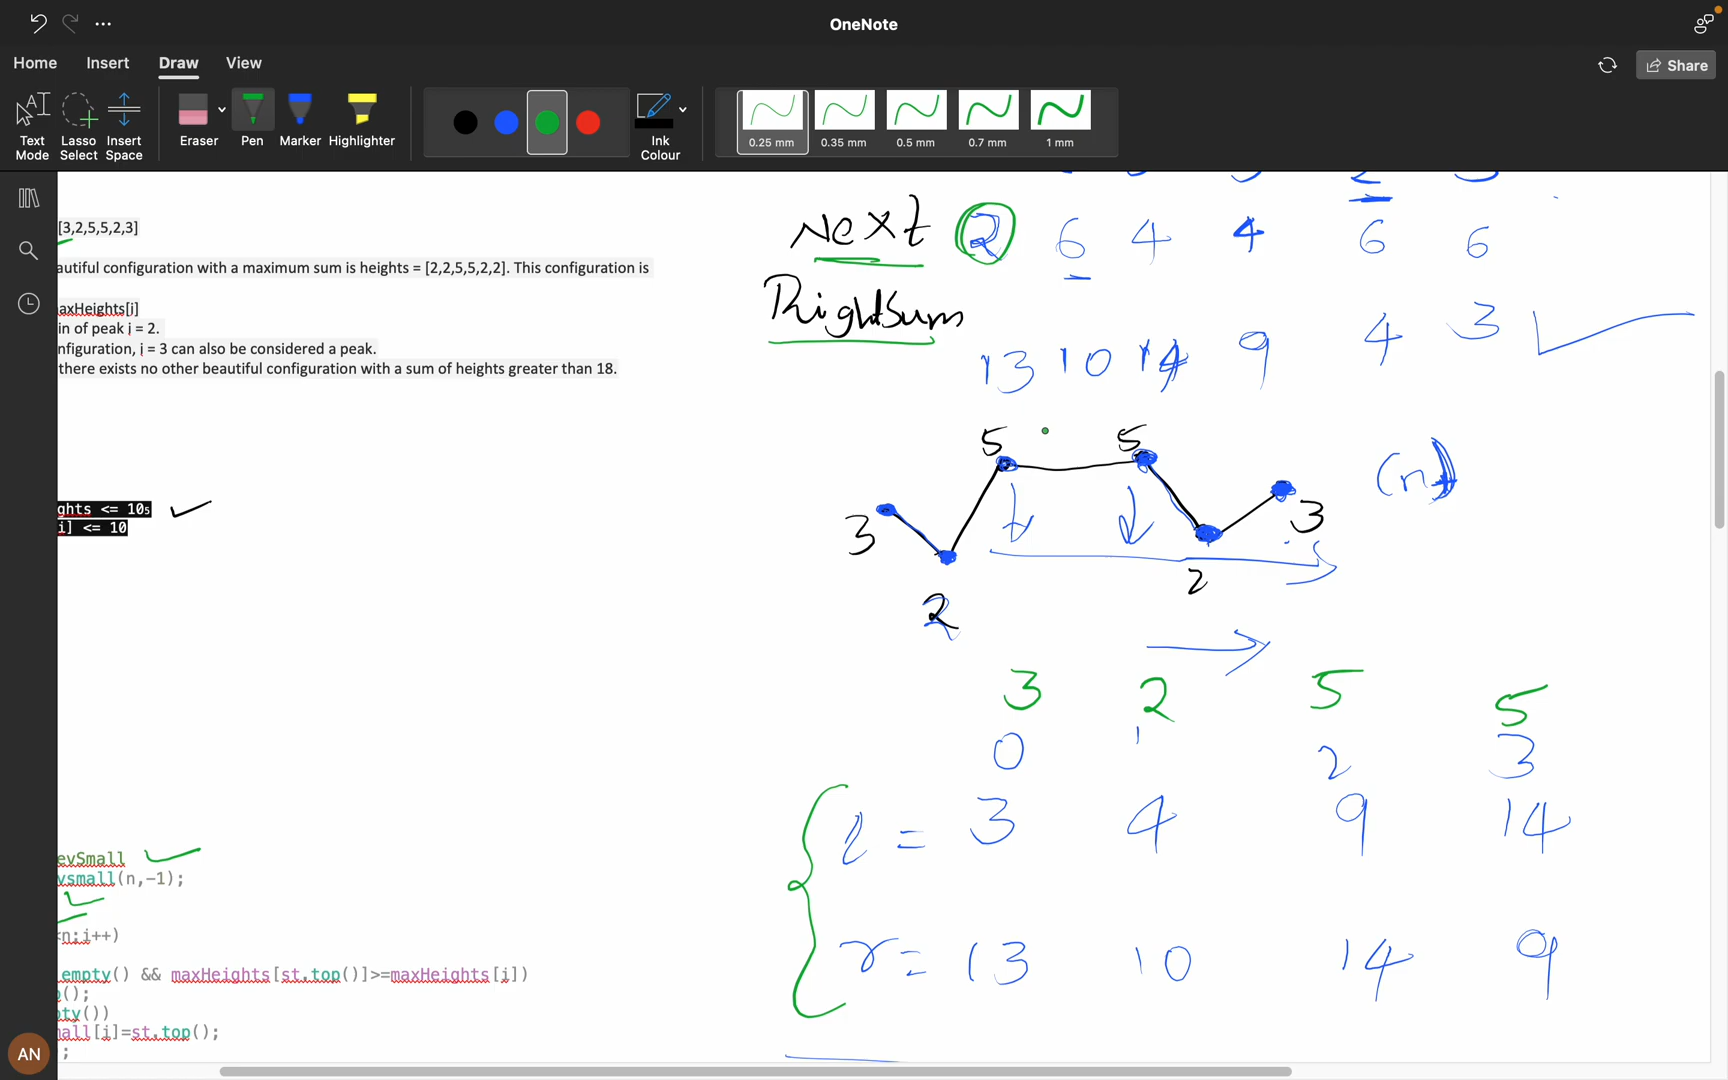 OneNote
Home Insert Draw View
Share
Text Mode
Lasso Select
Insert Space
Eraser
Pen
Marker
Highlighter
Ink Colour
0.25 mm 0.35 mm 0.5 mm 0.7 mm 1 mm
[3,2,5,5,2,3]
autiful configuration with a maximum sum is heights = [2,2,5,5,2,2]. This configuration is
axHeights[i]
in of peak i = 2.
nfiguration, i = 3 can also be considered a peak.
there exists no other beautiful configuration with a sum of heights greater than 18.
ghts <= 105
i] <= 10
evSmall
vsmall(n,-1);
<n;i++)
empty() && maxHeights[st.top()]>=maxHeights[i])
();
pty())
all[i]=st.top();
;
AN
Next 2 6 4 4 6 6
RightSum
13 10 14 9 4 3
5 5
3 2 2 3
(n)
3 2 5 5
0 1 2 3
l = 3 4 9 14
r = 13 10 14 9